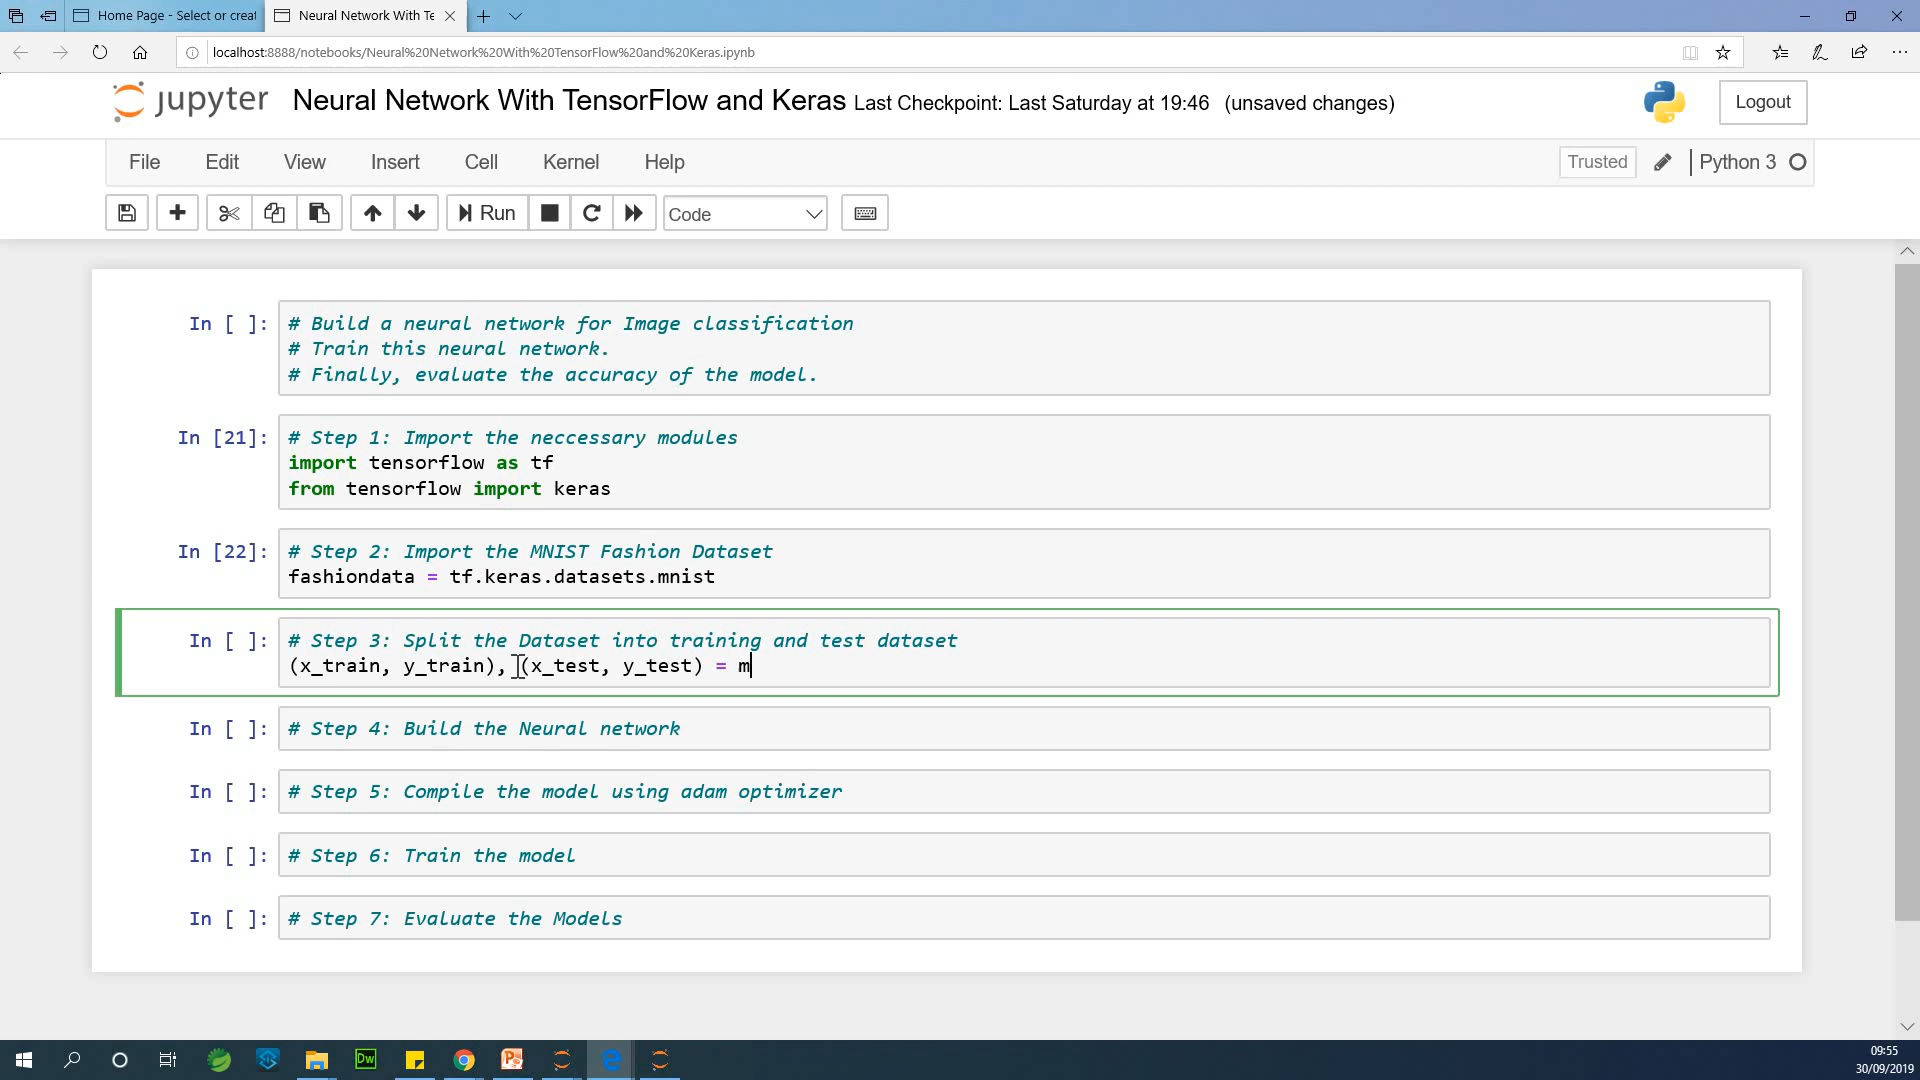 Home Page - Select or creat
Neural Network With Te
localhost:8888/notebooks/Neural%20Network%20With%20TensorFlow%20and%20Keras.ipynb
jupyter Neural Network With TensorFlow and Keras Last Checkpoint: Last Saturday at 19:46 (unsaved changes)
Logout
File Edit View Insert Cell Kernel Help
Trusted
Python 3
Run
Code
In [ ]:
# Build a neural network for Image classification
# Train this neural network.
# Finally, evaluate the accuracy of the model.
In [21]:
# Step 1: Import the neccessary modules
import tensorflow as tf
from tensorflow import keras
In [22]:
# Step 2: Import the MNIST Fashion Dataset
fashiondata = tf.keras.datasets.mnist
In [ ]:
# Step 3: Split the Dataset into training and test dataset
(x_train, y_train), (x_test, y_test) = m
In [ ]:
# Step 4: Build the Neural network
In [ ]:
# Step 5: Compile the model using adam optimizer
In [ ]:
# Step 6: Train the model
In [ ]:
# Step 7: Evaluate the Models
Dw
09:55
30/09/2019